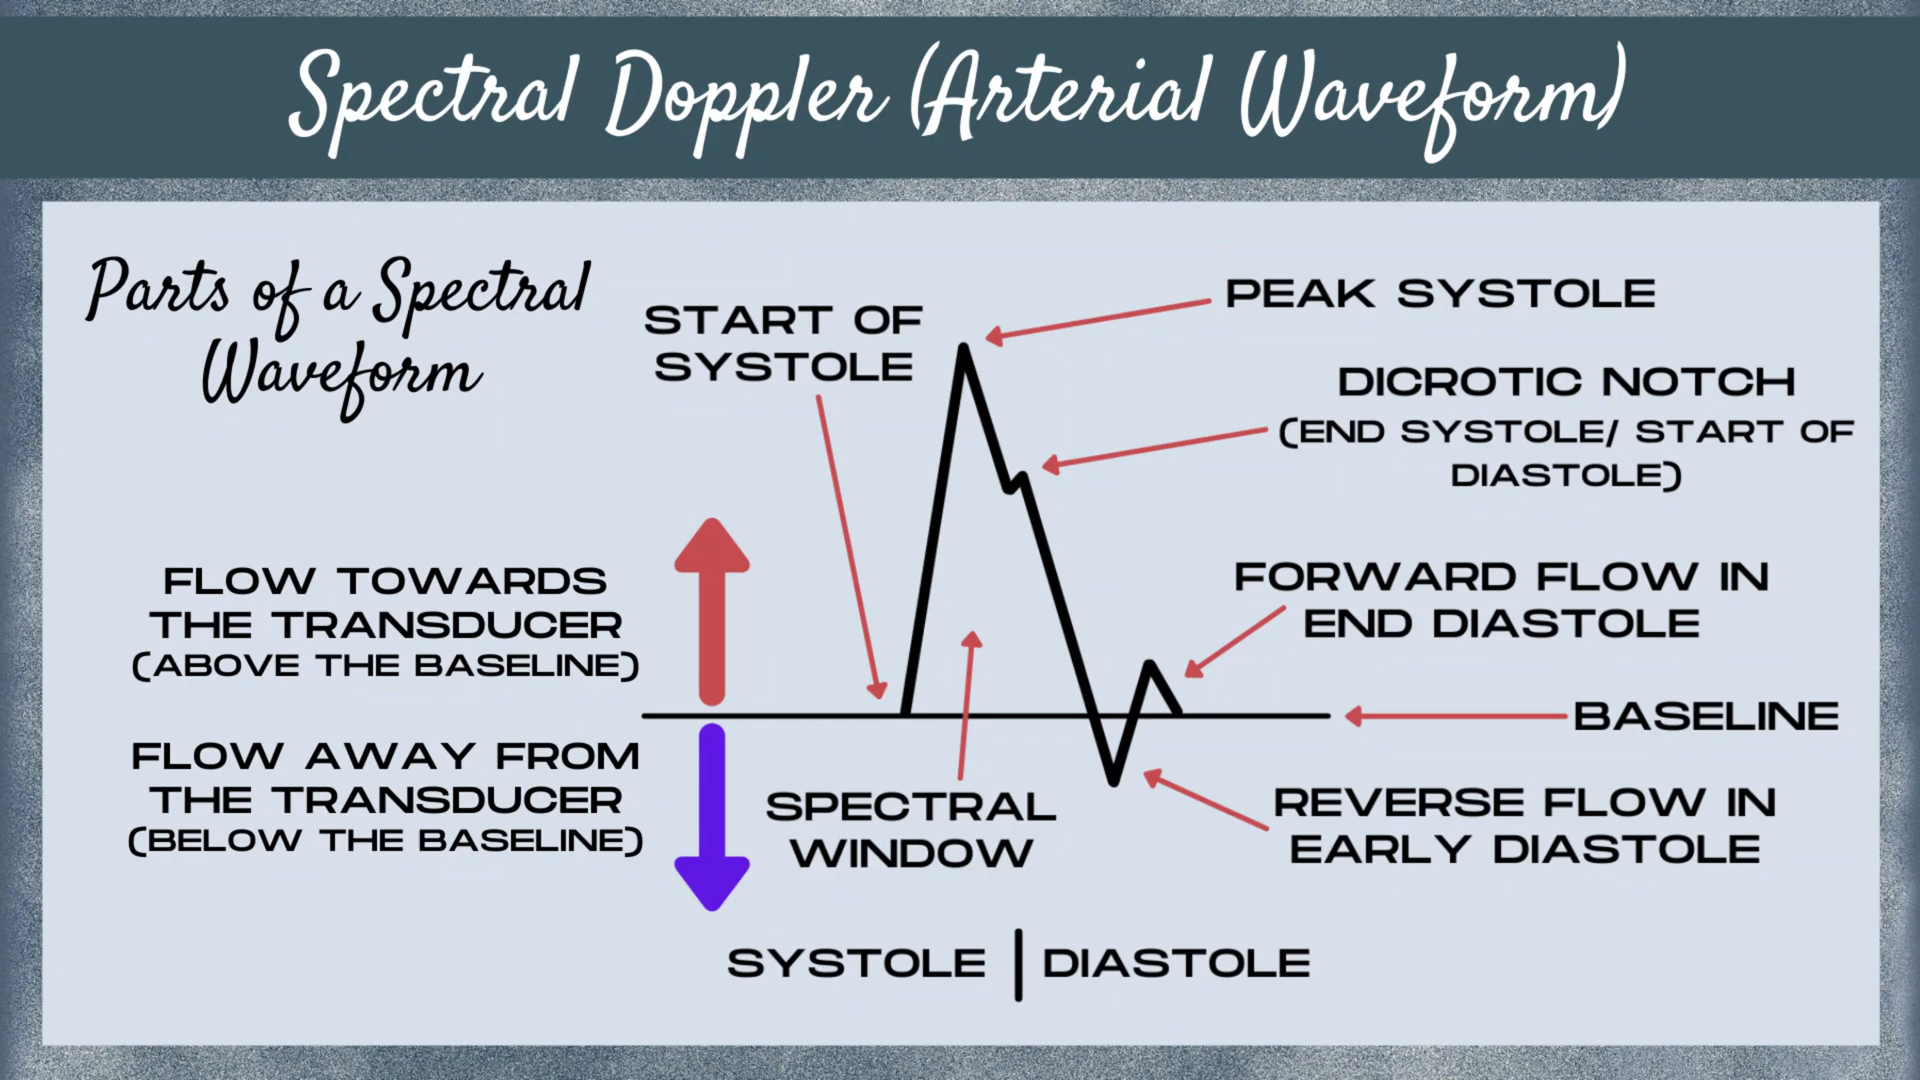 Spectral Doppler (Arterial Waveform)
Parts of a Spectral
Waveform
START OF
SYSTOLE
PEAK SYSTOLE
DICROTIC NOTCH
(END SYSTOLE/ START OF
DIASTOLE)
FLOW TOWARDS
THE TRANSDUCER
(ABOVE THE BASELINE)
FORWARD FLOW IN
END DIASTOLE
BASELINE
FLOW AWAY FROM
THE TRANSDUCER
(BELOW THE BASELINE)
SPECTRAL
WINDOW
REVERSE FLOW IN
EARLY DIASTOLE
SYSTOLE | DIASTOLE